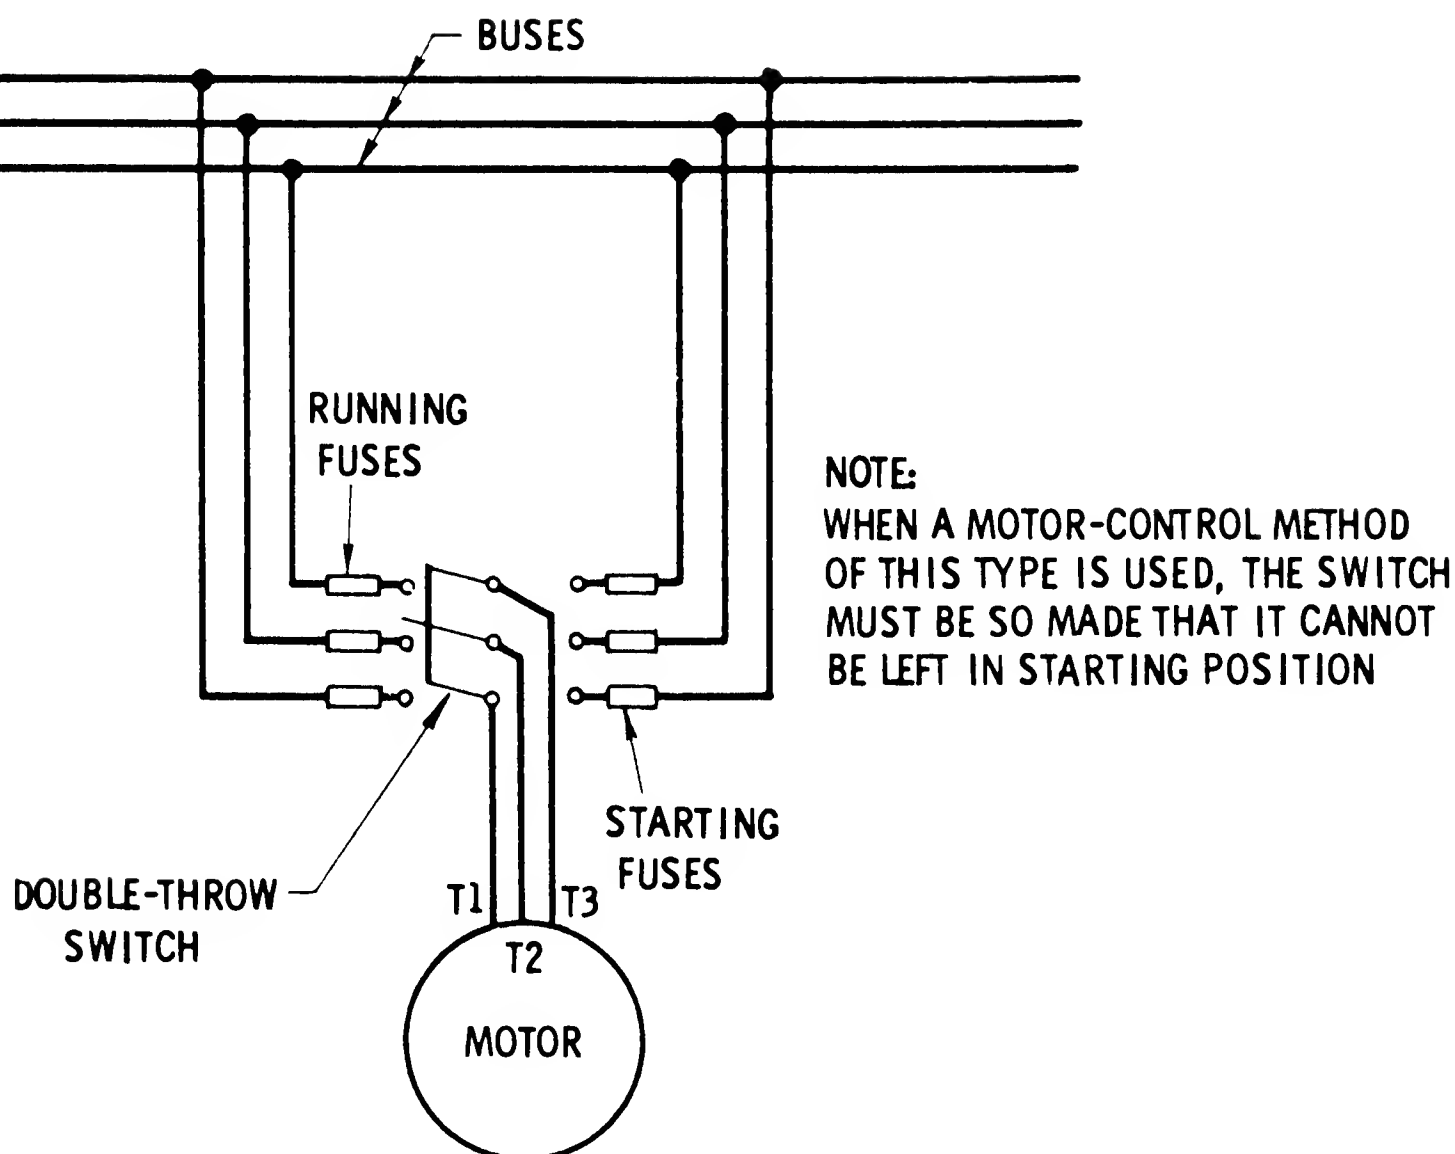 BUSES
RUNNING
FUSES
NOTE:
WHEN A MOTOR-CONTROL METHOD
OF THIS TYPE IS USED, THE SWITCH
MUST BE SO MADE THAT IT CANNOT
BE LEFT IN STARTING POSITION
STARTING
FUSES
DOUBLE-THROW
SWITCH
T1
T3
T2
MOTOR